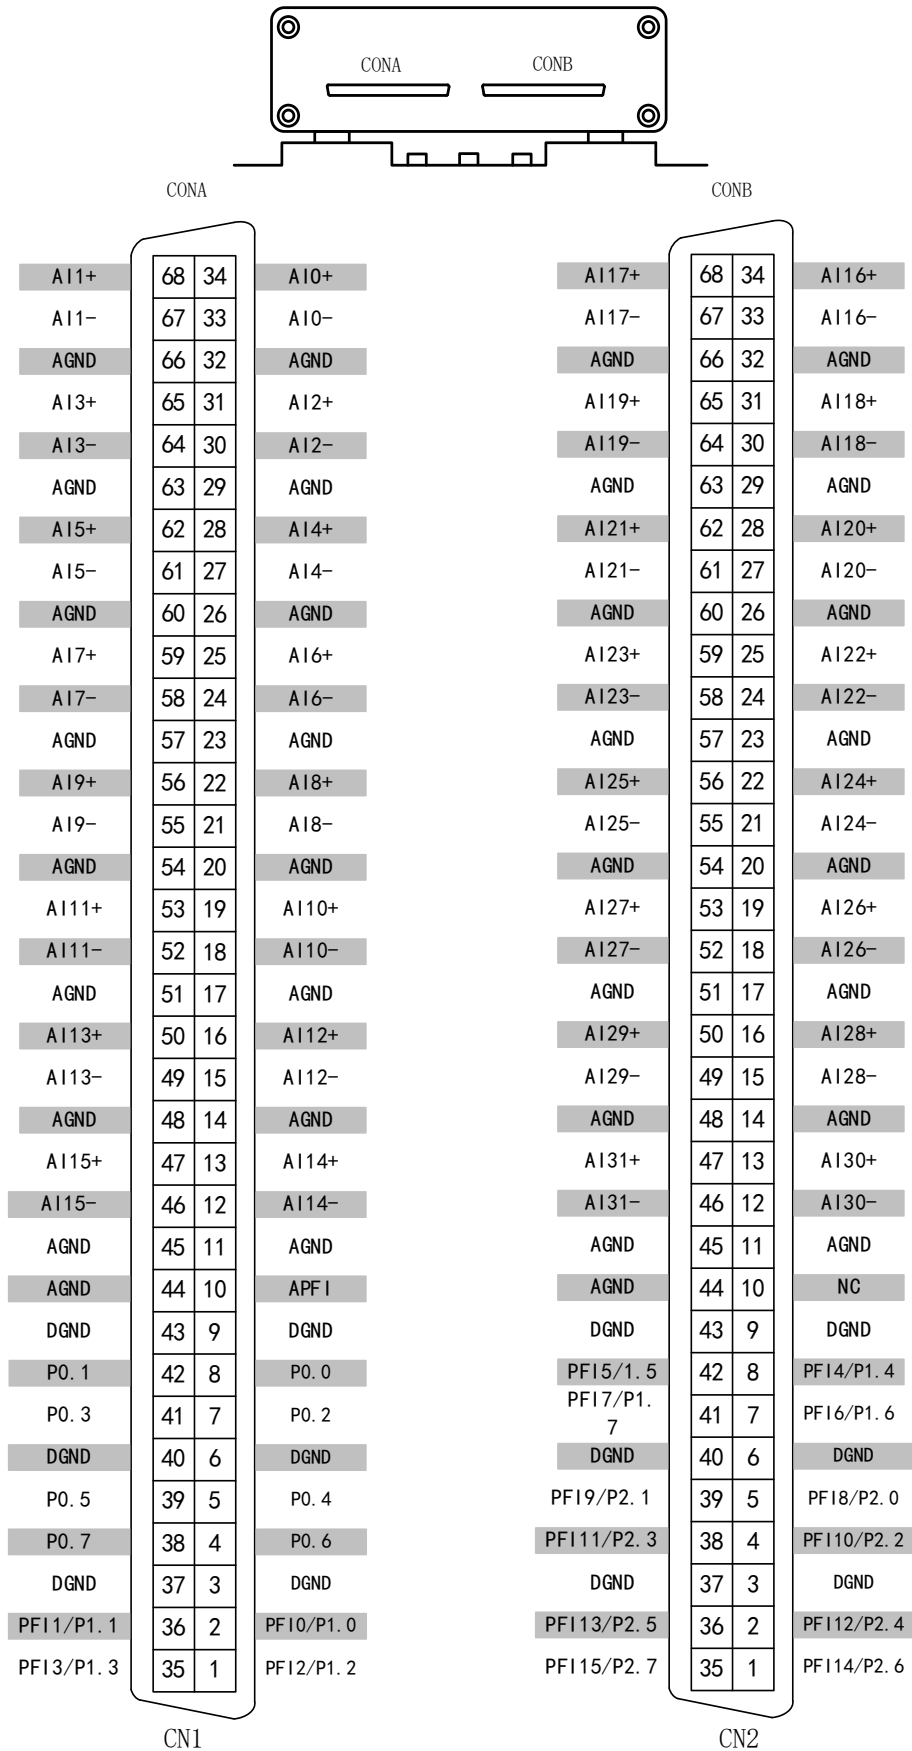 CONA CONB
CONA CONB
AI1+ 68 34 AI0+ AI17+ 68 34 AI16+
AI1- 67 33 AI0- AI17- 67 33 AI16-
AGND 66 32 AGND AGND 66 32 AGND
AI3+ 65 31 AI2+ AI19+ 65 31 AI18+
AI3- 64 30 AI2- AI19- 64 30 AI18-
AGND 63 29 AGND AGND 63 29 AGND
AI5+ 62 28 AI4+ AI21+ 62 28 AI20+
AI5- 61 27 AI4- AI21- 61 27 AI20-
AGND 60 26 AGND AGND 60 26 AGND
AI7+ 59 25 AI6+ AI23+ 59 25 AI22+
AI7- 58 24 AI6- AI23- 58 24 AI22-
AGND 57 23 AGND AGND 57 23 AGND
AI9+ 56 22 AI8+ AI25+ 56 22 AI24+
AI9- 55 21 AI8- AI25- 55 21 AI24-
AGND 54 20 AGND AGND 54 20 AGND
AI11+ 53 19 AI10+ AI27+ 53 19 AI26+
AI11- 52 18 AI10- AI27- 52 18 AI26-
AGND 51 17 AGND AGND 51 17 AGND
AI13+ 50 16 AI12+ AI29+ 50 16 AI28+
AI13- 49 15 AI12- AI29- 49 15 AI28-
AGND 48 14 AGND AGND 48 14 AGND
AI15+ 47 13 AI14+ AI31+ 47 13 AI30+
AI15- 46 12 AI14- AI31- 46 12 AI30-
AGND 45 11 AGND AGND 45 11 AGND
AGND 44 10 APFI AGND 44 10 NC
DGND 43 9 DGND DGND 43 9 DGND
P0.1 42 8 P0.0 PFI5/1.5 42 8 PFI4/P1.4
P0.3 41 7 P0.2 PFI7/P1. 41 7 PFI6/P1.6
7
DGND 40 6 DGND DGND 40 6 DGND
P0.5 39 5 P0.4 PFI9/P2.1 39 5 PFI8/P2.0
P0.7 38 4 P0.6 PFI11/P2.3 38 4 PFI10/P2.2
DGND 37 3 DGND DGND 37 3 DGND
PFI1/P1.1 36 2 PFI0/P1.0 PFI13/P2.5 36 2 PFI12/P2.4
PFI3/P1.3 35 1 PFI2/P1.2 PFI15/P2.7 35 1 PFI14/P2.6
CN1 CN2